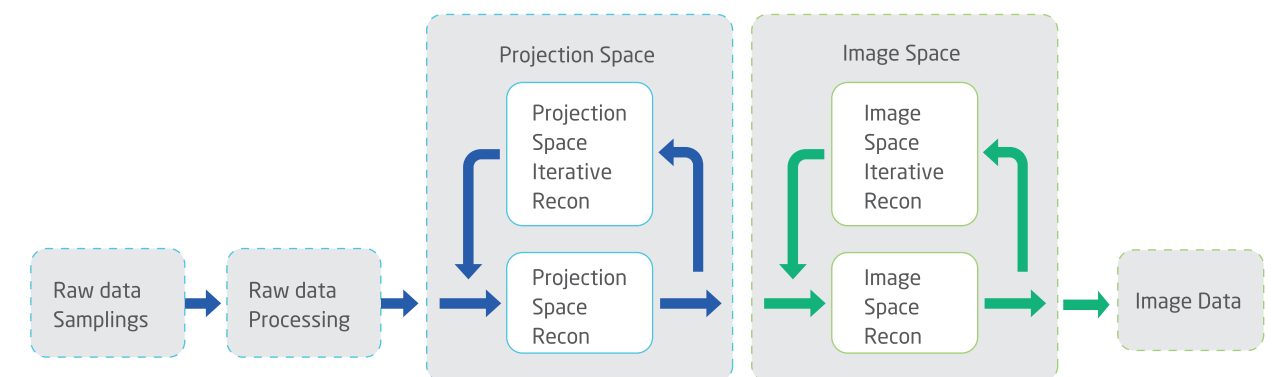 Raw data
Samplings
Raw data
Processing
Projection Space
Projection
Space
Iterative
Recon
Projection
Space
Recon
Image Space
Image
Space
Iterative
Recon
Image
Space
Recon
Image Data